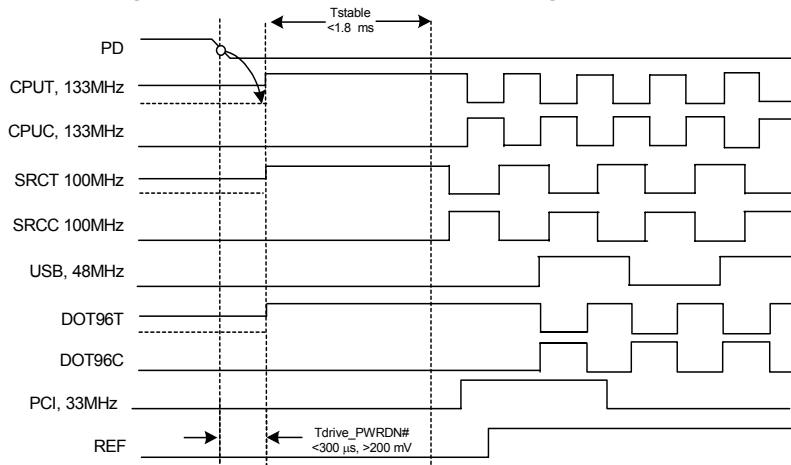 Tstable
<1.8 ms
PD
CPUT, 133MHz
CPUC, 133MHz
SRCT 100MHz
SRCC 100MHz
USB, 48MHz
DOT96T
DOT96C
PCI, 33MHz
Tdrive_PWRDN#
<300 μs, >200 mV
REF